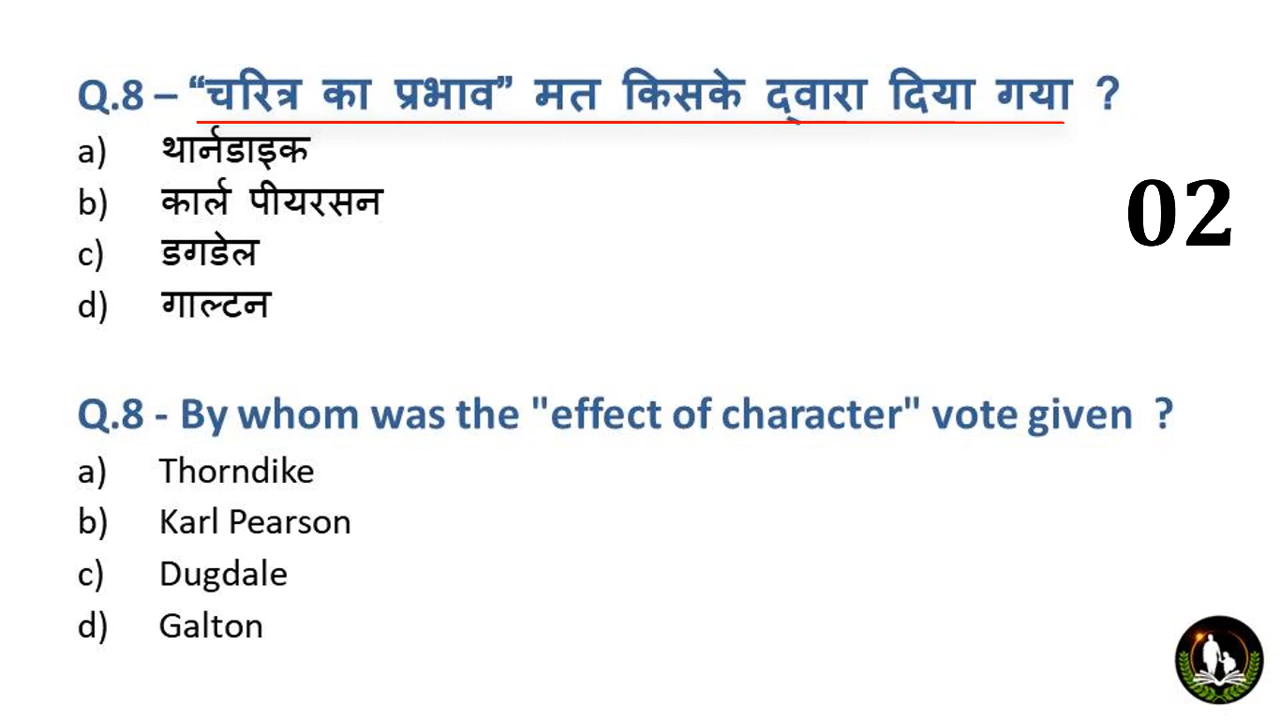 Q.8 – “चरित्र का प्रभाव” मत किसके द्वारा दिया गया ?
a) थार्नडाइक
b) कार्ल पीयरसन
c) डगडेल
d) गाल्टन
02
Q.8 - By whom was the "effect of character" vote given ?
a) Thorndike
b) Karl Pearson
c) Dugdale
d) Galton